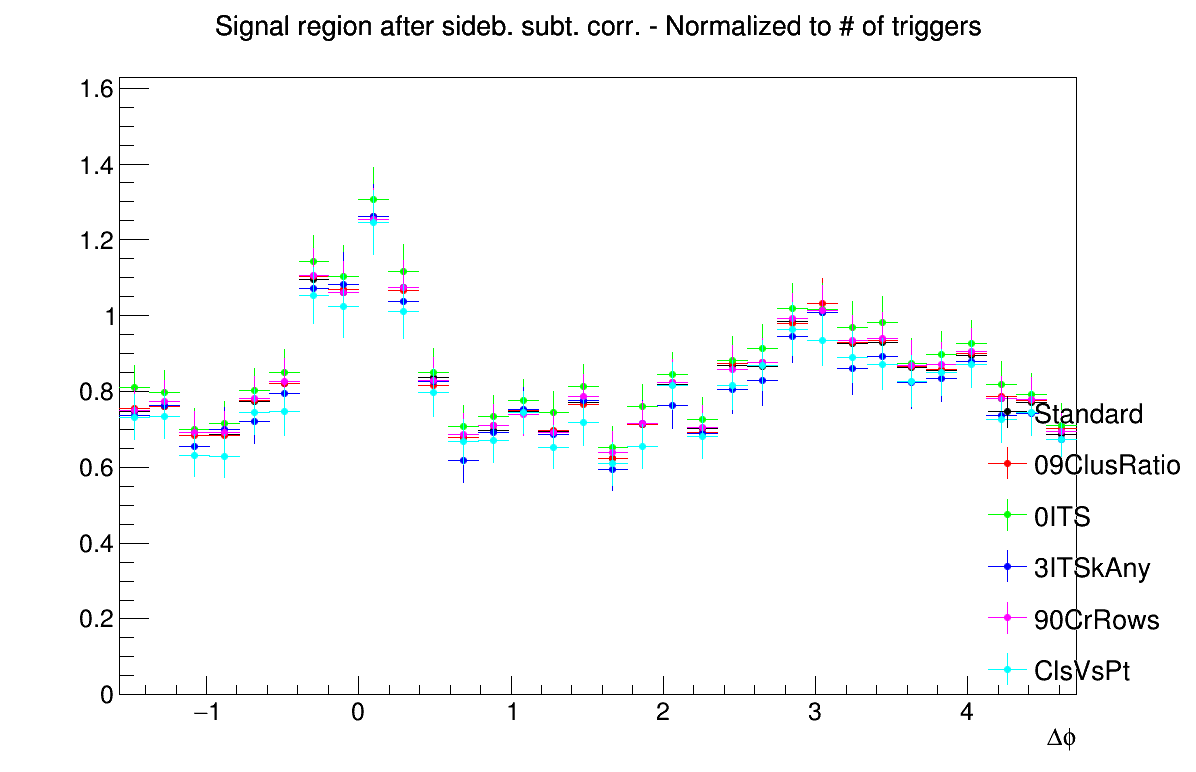 Signal region after sideb. subt. corr. - Normalized to # of triggers
1.6
1.4
1.2
1
0.8
0.6
0.4
0.2
0
Standard
09ClusRatio
0ITS
3ITSkAny
90CrRows
ClsVsPt
−1 0 1 2 3 4
Δϕ